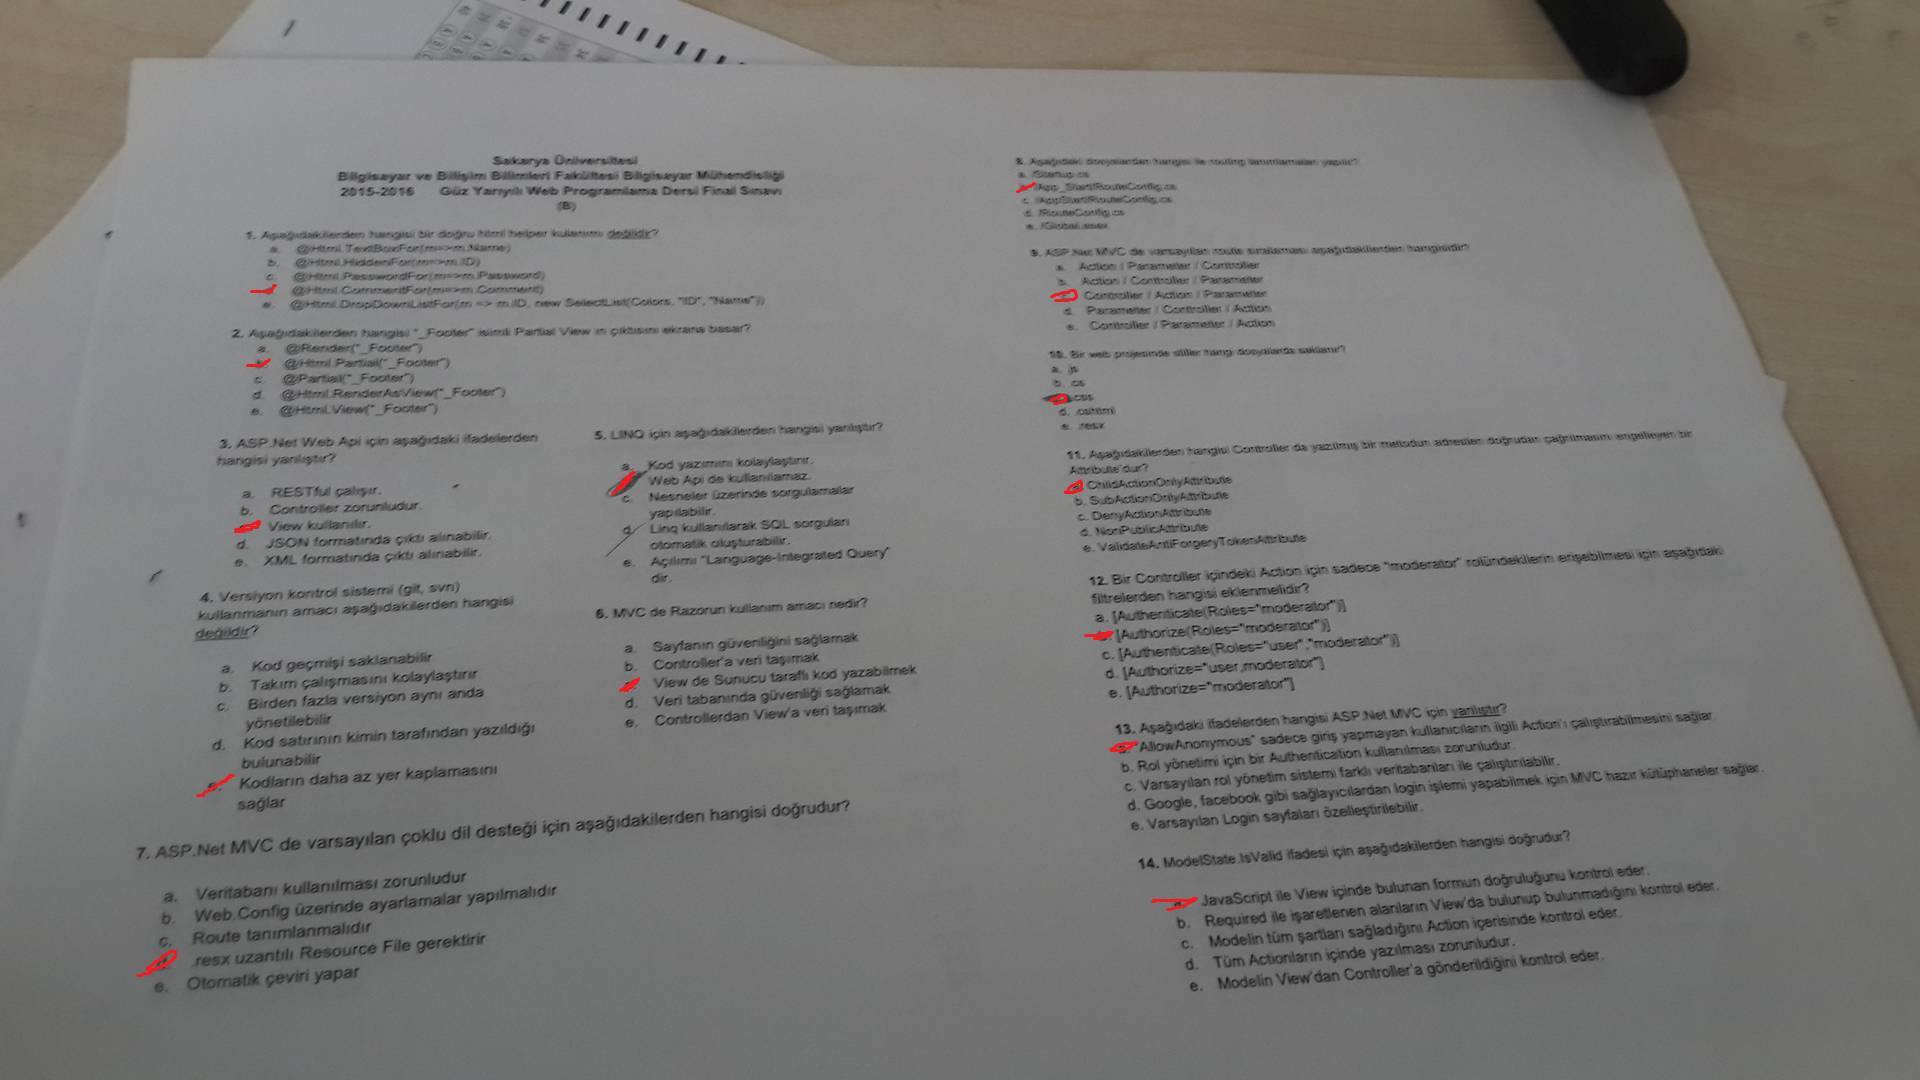 Sakarya Üniversitesi
Bilgisayar ve Bilişim Bilimleri Fakültesi Bilgisayar Mühendisliği
2015-2016 Güz Yarıyılı Web Programlama Dersi Final Sınavı
(B)
1. Aşağıdakilerden hangisi bir doğru html helper kulanımı değildir?
a. @Html.TextBoxFor(m=>m.Name)
b. @Html.HiddenFor(m=>m.ID)
c. @Html.PasswordFor(m=>m.Password)
@Html.CommentFor(m=>m.Comment)
e. @Html.DropDownListFor(m => m.ID, new SelectList(Colors, "ID", "Name"))
2. Aşağıdakilerden hangisi "_Footer" isimli Partial View in çıktısını ekrana basar?
a. @Render("_Footer")
@Html.Partial("_Footer")
c. @Partial("_Footer")
d. @Html.RenderAsView("_Footer")
e. @Html.View("_Footer")
3. ASP.Net Web Api için aşağıdaki ifadelerden
hangisi yanlıştır?
a. RESTful çalışır.
b. Controller zorunludur.
View kullanılır.
d. JSON formatında çıktı alınabilir.
e. XML formatında çıktı alınabilir.
4. Versiyon kontrol sistemi (git, svn)
kullanmanın amacı aşağıdakilerden hangisi
değildir?
a. Kod geçmişi saklanabilir
b. Takım çalışmasını kolaylaştırır
c. Birden fazla versiyon aynı anda
yönetilebilir
d. Kod satırının kimin tarafından yazıldığı
bulunabilir
Kodların daha az yer kaplamasını
sağlar
5. LINQ için aşağıdakilerden hangisi yanlıştır?
a. Kod yazımını kolaylaştırır.
Web Api de kullanılamaz.
c. Nesneler üzerinde sorgulamalar
yapılabilir.
d. Linq kullanılarak SQL sorguları
otomatik oluşturabilir.
e. Açılımı "Language-Integrated Query"
dir.
6. MVC de Razorun kullanım amacı nedir?
a. Sayfanın güvenliğini sağlamak
b. Controller'a veri taşımak
View de Sunucu taraflı kod yazabilmek
d. Veri tabanında güvenliği sağlamak
e. Controllerdan View'a veri taşımak
7. ASP.Net MVC de varsayılan çoklu dil desteği için aşağıdakilerden hangisi doğrudur?
a. Veritabanı kullanılması zorunludur
b. Web.Config üzerinde ayarlamalar yapılmalıdır
c. Route tanımlanmalıdır
.resx uzantılı Resource File gerektirir
e. Otomatik çeviri yapar
8. Aşağıdaki dosyalardan hangisi ile routing tanımlamaları yapılır?
a. /Startup.cs
/App_Start/RouteConfig.cs
c. /AppStart/RouteConfig.cs
d. /RouteConfig.cs
e. /Global.asax
9. ASP.Net MVC de varsayılan route sıralaması aşağıdakilerden hangisidir?
a. Action / Parameter / Controller
b. Action / Controller / Parameter
Controller / Action / Parameter
d. Parameter / Controller / Action
e. Controller / Parameter / Action
10. Bir web projesinde stiller hangi dosyalarda saklanır?
a. .js
b. .cs
.css
d. .cshtml
e. .resx
11. Aşağıdakilerden hangisi Controller da yazılmış bir metodun adresten doğrudan çağrılmasını engelleyen bir
Attribute'dur?
ChildActionOnlyAttribute
b. SubActionOnlyAttribute
c. DenyActionAttribute
d. NonPublicAttribute
e. ValidateAntiForgeryTokenAttribute
12. Bir Controller içindeki Action için sadece "moderator" rolündekilerin erişebilmesi için aşağıdaki
filtrelerden hangisi eklenmelidir?
a. [Authenticate(Roles="moderator")]
b. [Authorize(Roles="moderator")]
c. [Authenticate(Roles="user","moderator")]
d. [Authorize="user,moderator"]
e. [Authorize="moderator"]
13. Aşağıdaki ifadelerden hangisi ASP.Net MVC için yanlıştır?
AllowAnonymous" sadece giriş yapmayan kullanıcıların ilgili Action'ı çalıştırabilmesini sağlar.
b. Rol yönetimi için bir Authentication kullanılması zorunludur.
c. Varsayılan rol yönetim sistemi farklı veritabanları ile çalıştırılabilir.
d. Google, facebook gibi sağlayıcılardan login işlemi yapabilmek için MVC hazır kütüphaneler sağlar.
e. Varsayılan Login sayfaları özelleştirilebilir.
14. ModelState.IsValid ifadesi için aşağıdakilerden hangisi doğrudur?
JavaScript ile View içinde bulunan formun doğruluğunu kontrol eder.
b. Required ile işaretlenen alanların View'da bulunup bulunmadığını kontrol eder.
c. Modelin tüm şartları sağladığını Action içerisinde kontrol eder.
d. Tüm Actionların içinde yazılması zorunludur.
e. Modelin View'dan Controller'a gönderildiğini kontrol eder.